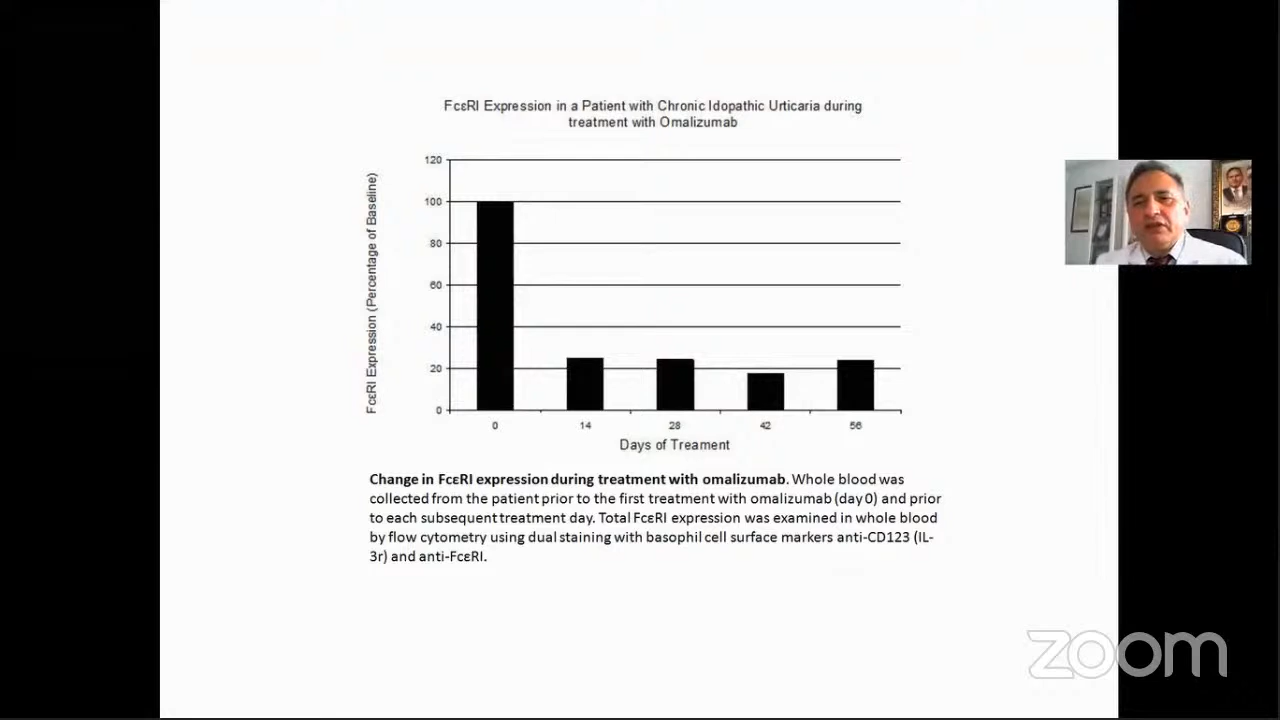 FcεRI Expression in a Patient with Chronic Idopathic Urticaria during
treatment with Omalizumab
FcεRI Expression (Percentage of Baseline)
120
100
80
60
40
20
0
0 14 28 42 56
Days of Treament
Change in FcεRI expression during treatment with omalizumab. Whole blood was
collected from the patient prior to the first treatment with omalizumab (day 0) and prior
to each subsequent treatment day. Total FcεRI expression was examined in whole blood
by flow cytometry using dual staining with basophil cell surface markers anti-CD123 (IL-
3r) and anti-FcεRI.
zoom